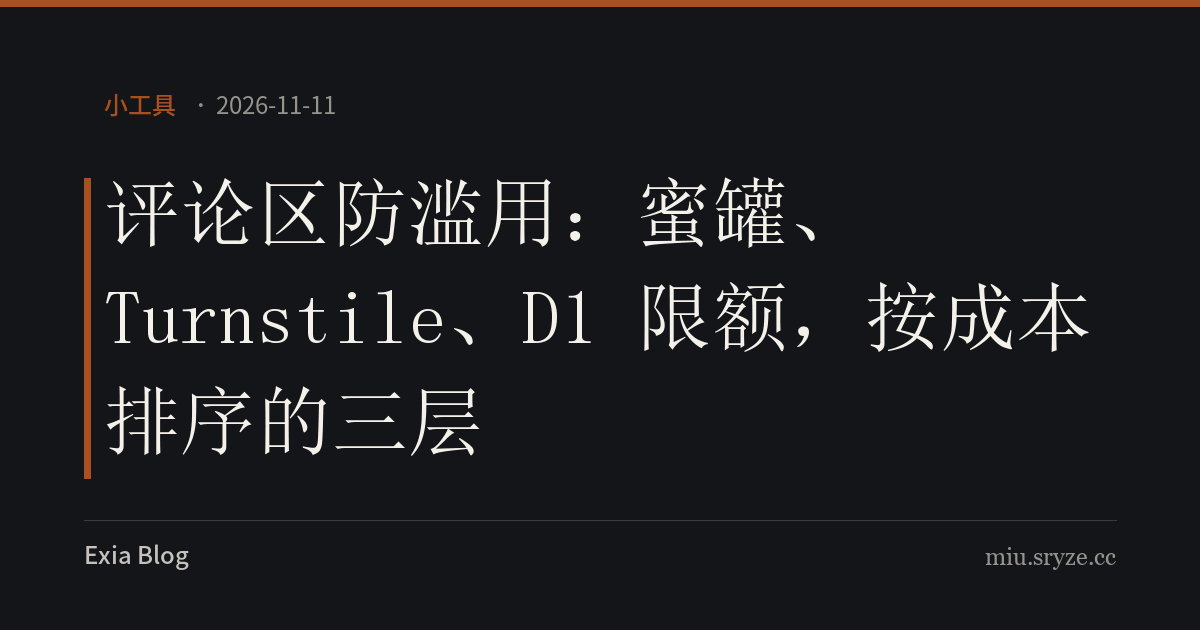 小工具 · 2026-11-11
评论区防滥用：蜜罐、
Turnstile、D1 限额，按成本
排序的三层
Exia Blog
miu.sryze.cc